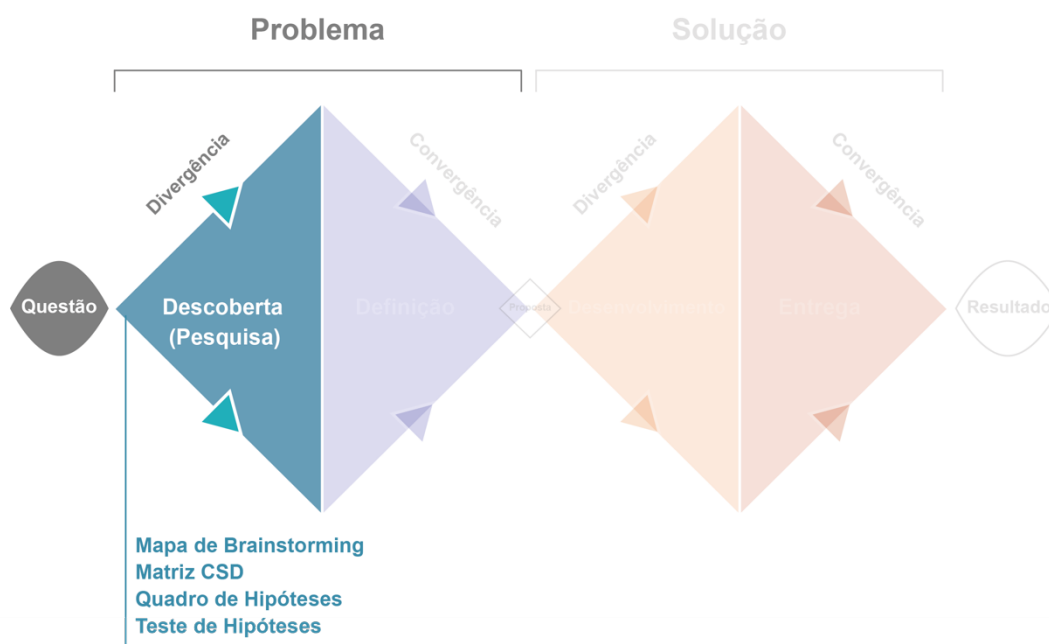 Problema
Solução
Divergência
Convergência
Divergência
Convergência
Questão
Descoberta
(Pesquisa)
Definição
Proposta
Desenvolvimento
Entrega
Resultado
Mapa de Brainstorming
Matriz CSD
Quadro de Hipóteses
Teste de Hipóteses